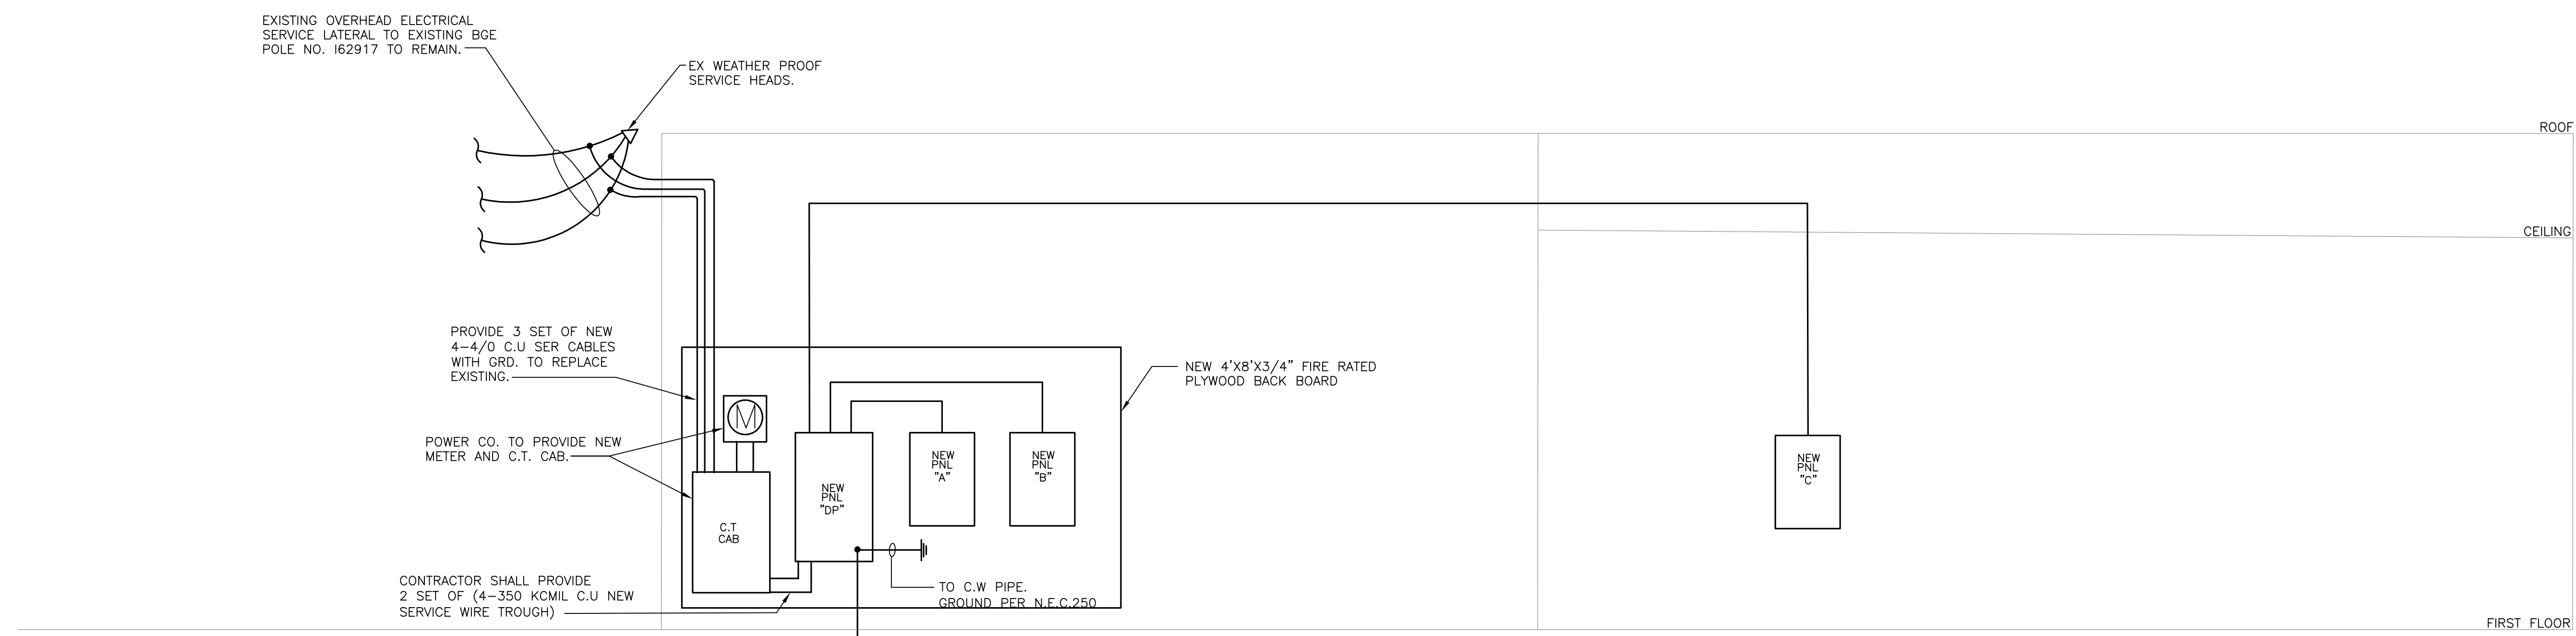 EXISTING OVERHEAD ELECTRICAL
SERVICE LATERAL TO EXISTING BGE
POLE NO. 162917 TO REMAIN.
EX WEATHER PROOF
SERVICE HEADS.
ROOF
CEILING
PROVIDE 3 SET OF NEW
4-4/0 C.U SER CABLES
WITH GRD. TO REPLACE
EXISTING.
NEW 4'X8'X3/4" FIRE RATED
PLYWOOD BACK BOARD
M
POWER CO. TO PROVIDE NEW
METER AND C.T. CAB.
NEW
PNL
"DP"
NEW
PNL
"A"
NEW
PNL
"B"
NEW
PNL
"C"
C.T
CAB
CONTRACTOR SHALL PROVIDE
2 SET OF (4-350 KCMIL C.U NEW
SERVICE WIRE TROUGH)
TO C.W PIPE.
GROUND PER N.E.C.250
FIRST FLOOR